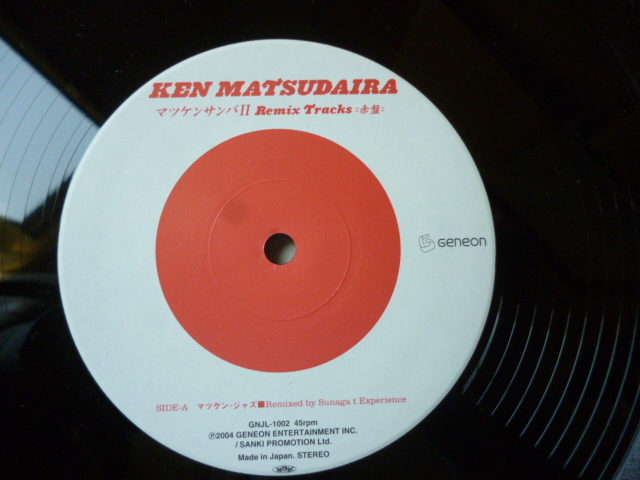 KEN MATSUDAIRA
マツケンサンバII Remix Tracks -赤盤-
GENEON
SIDE-A マツケン・ジャズ■Remixed by Sunaga t Experience
GNJL-1002 45rpm
Ⓟ2004 GENEON ENTERTAINMENT INC.
/ SANKI PROMOTION Ltd.
Made in Japan. STEREO